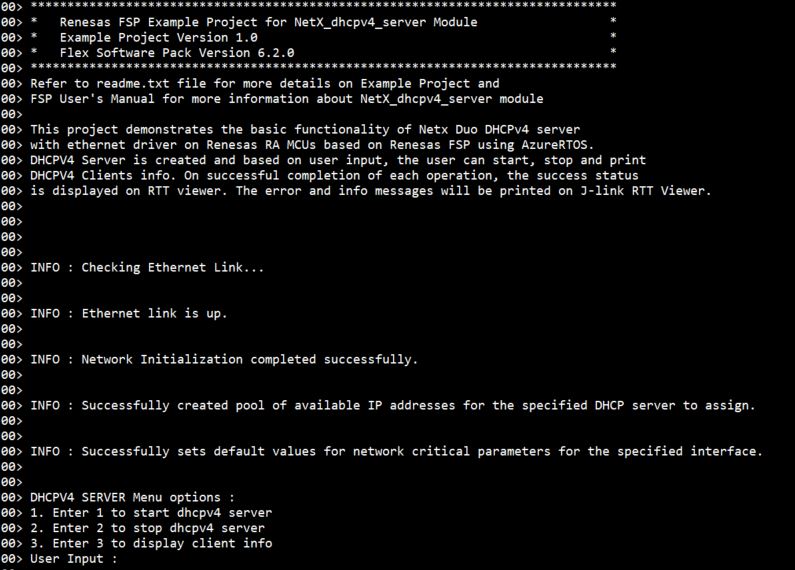 00> ********************************************************************************
00> *   Renesas FSP Example Project for NetX_dhcpv4_server Module                  *
00> *   Example Project Version 1.0                                                *
00> *   Flex Software Pack Version 6.2.0                                           *
00> ********************************************************************************
00> Refer to readme.txt file for more details on Example Project and
00> FSP User's Manual for more information about NetX_dhcpv4_server module
00>
00> This project demonstrates the basic functionality of Netx Duo DHCPv4 server
00> with ethernet driver on Renesas RA MCUs based on Renesas FSP using AzureRTOS.
00> DHCPV4 Server is created and based on user input, the user can start, stop and print
00> DHCPV4 Clients info. On successful completion of each operation, the success status
00> is displayed on RTT viewer. The error and info messages will be printed on J-link RTT Viewer.
00>
00>
00>
00>
00> INFO : Checking Ethernet Link...
00>
00>
00> INFO : Ethernet link is up.
00>
00>
00> INFO : Network Initialization completed successfully.
00>
00>
00> INFO : Successfully created pool of available IP addresses for the specified DHCP server to assign.
00>
00>
00> INFO : Successfully sets default values for network critical parameters for the specified interface.
00>
00>
00> DHCPV4 SERVER Menu options :
00> 1. Enter 1 to start dhcpv4 server
00> 2. Enter 2 to stop dhcpv4 server
00> 3. Enter 3 to display client info
00> User Input :